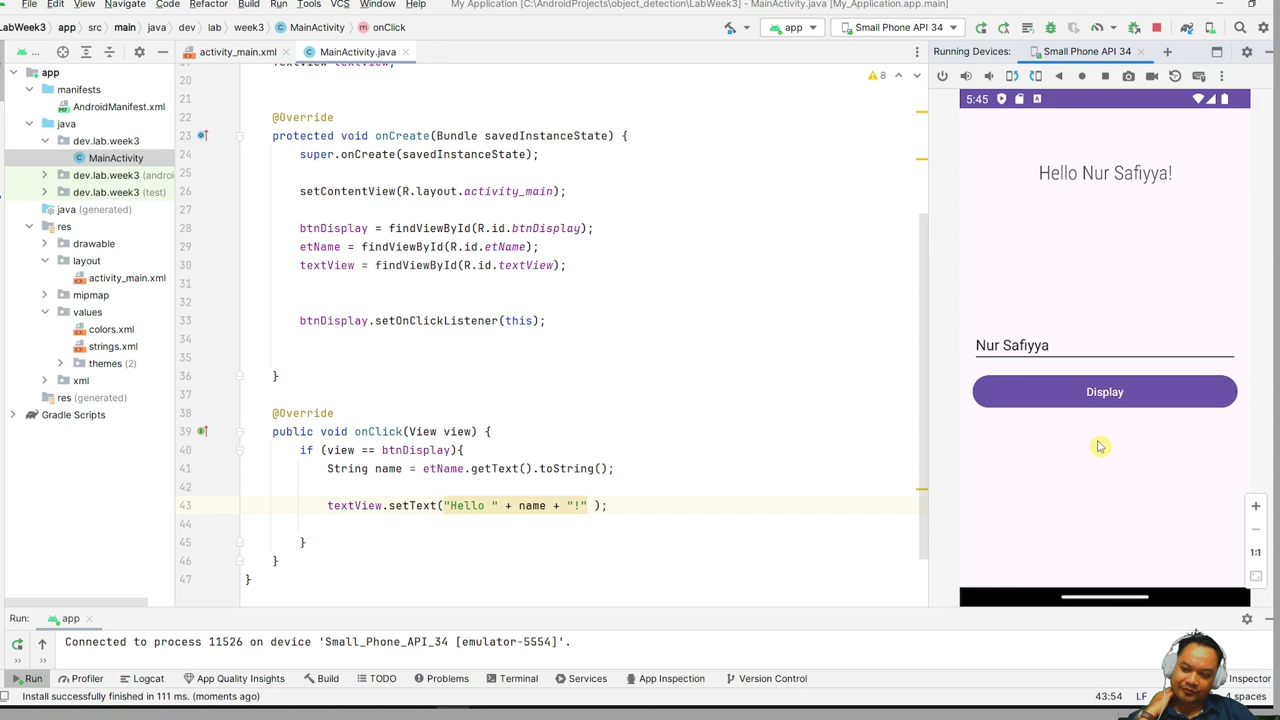 File Edit View Navigate Code Refactor Build Run Tools VCS Window Help My Application [C:\AndroidProjects\object_detection\LabWeek3] - MainActivity.java [My_Application.app.main]
LabWeek3 app src main java dev lab week3 MainActivity onClick app Small Phone API 34
activity_main.xml MainActivity.java Running Devices: Small Phone API 34
app
manifests
AndroidManifest.xml
java
dev.lab.week3
MainActivity
dev.lab.week3 (androi
dev.lab.week3 (test)
java (generated)
res
drawable
layout
activity_main.xml
mipmap
values
colors.xml
strings.xml
themes (2)
xml
res (generated)
Gradle Scripts
8
20
21
22 @Override
23 protected void onCreate(Bundle savedInstanceState) {
24 super.onCreate(savedInstanceState);
25
26 setContentView(R.layout.activity_main);
27
28 btnDisplay = findViewById(R.id.btnDisplay);
29 etName = findViewById(R.id.etName);
30 textView = findViewById(R.id.textView);
31
32
33 btnDisplay.setOnClickListener(this);
34
35
36 }
37
38 @Override
39 public void onClick(View view) {
40 if (view == btnDisplay){
41 String name = etName.getText().toString();
42
43 textView.setText("Hello " + name + "!" );
44
45 }
46 }
47 }
5:45
Hello Nur Safiyya!
Nur Safiyya
Display
1:1
Run: app
Connected to process 11526 on device 'Small_Phone_API_34 [emulator-5554]'.
Run Profiler Logcat App Quality Insights Build TODO Problems Terminal Services App Inspection Version Control Inspector
Install successfully finished in 111 ms. (moments ago) 43:54 LF 4 spaces